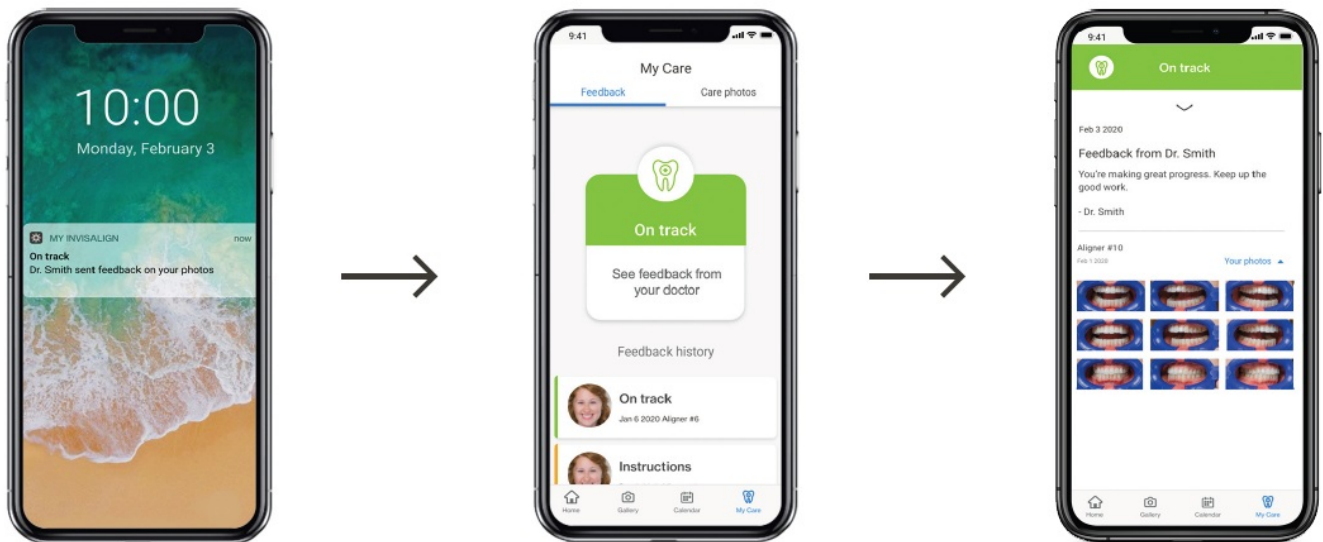 10:00
Monday, February 3
MY INVISALIGN now
On track
Dr. Smith sent feedback on your photos
9:41
My Care
Feedback Care photos
On track
See feedback from
your doctor
Feedback history
On track
Jan 6 2020 Aligner #6
Instructions
Home Gallery Calendar My Care
9:41
On track
Feb 3 2020
Feedback from Dr. Smith
You're making great progress. Keep up the
good work.
- Dr. Smith
Aligner #10
Feb 1 2020 Your photos
Home Gallery Calendar My Care